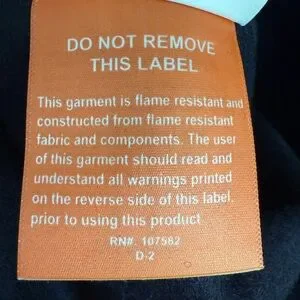 DO NOT REMOVE
THIS LABEL
This garment is flame resistant and
constructed from flame resistant
fabric and components. The user
of this garment should read and
understand all warnings printed
on the reverse side of this label
prior to using this product
RN#. 107582
D-2